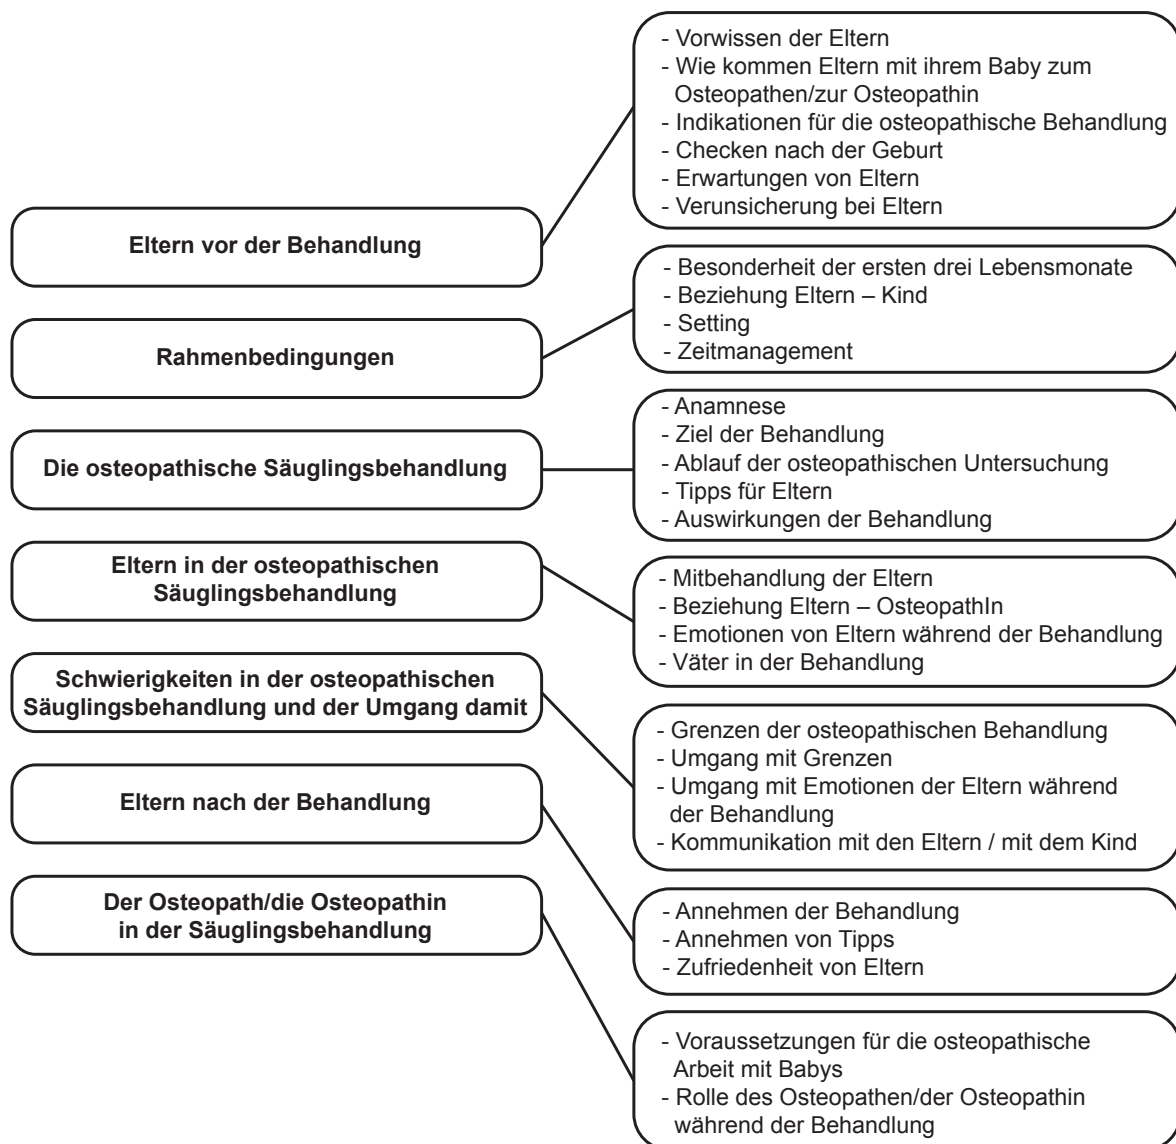 Eltern vor der Behandlung
- Vorwissen der Eltern
- Wie kommen Eltern mit ihrem Baby zum
Osteopathen/zur Osteopathin
- Indikationen für die osteopathische Behandlung
- Checken nach der Geburt
- Erwartungen von Eltern
- Verunsicherung bei Eltern
Rahmenbedingungen
- Besonderheit der ersten drei Lebensmonate
- Beziehung Eltern – Kind
- Setting
- Zeitmanagement
Die osteopathische Säuglingsbehandlung
- Anamnese
- Ziel der Behandlung
- Ablauf der osteopathischen Untersuchung
- Tipps für Eltern
- Auswirkungen der Behandlung
Eltern in der osteopathischen
Säuglingsbehandlung
- Mitbehandlung der Eltern
- Beziehung Eltern – OsteopathIn
- Emotionen von Eltern während der Behandlung
- Väter in der Behandlung
Schwierigkeiten in der osteopathischen
Säuglingsbehandlung und der Umgang damit
- Grenzen der osteopathischen Behandlung
- Umgang mit Grenzen
- Umgang mit Emotionen der Eltern während
der Behandlung
- Kommunikation mit den Eltern / mit dem Kind
Eltern nach der Behandlung
- Annehmen der Behandlung
- Annehmen von Tipps
- Zufriedenheit von Eltern
Der Osteopath/die Osteopathin
in der Säuglingsbehandlung
- Voraussetzungen für die osteopathische
Arbeit mit Babys
- Rolle des Osteopathen/der Osteopathin
während der Behandlung